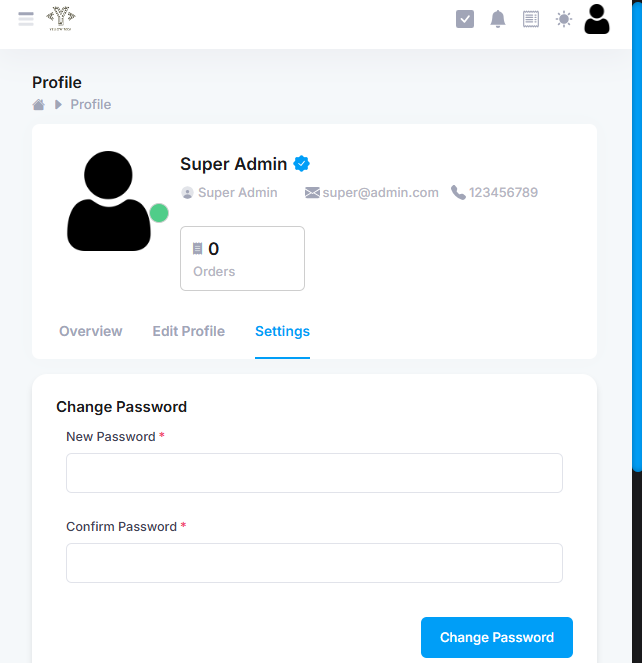 Profile
Profile
Super Admin
Super Admin super@admin.com 123456789
0
Orders
Overview Edit Profile Settings
Change Password
New Password *
Confirm Password *
Change Password